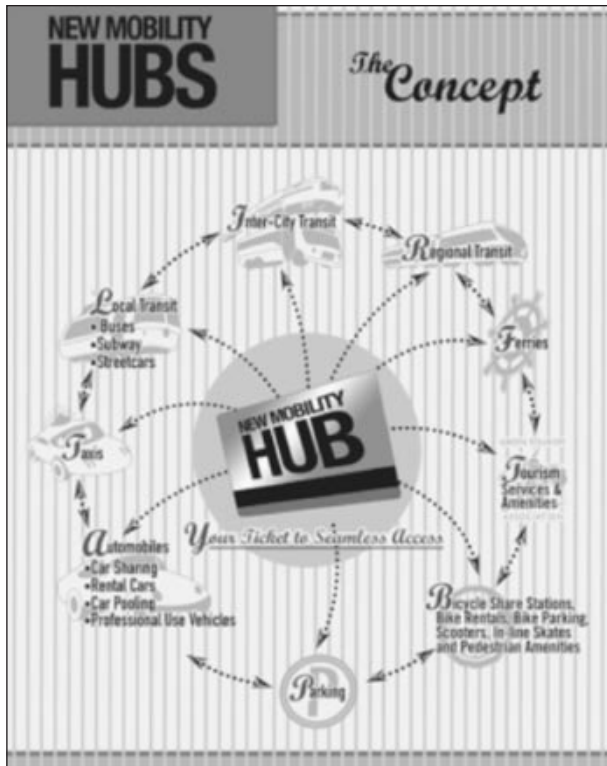 NEW MOBILITY
HUBS
The
Concept
Inter-City Transit
Regional Transit
Local Transit
• Buses
• Subway
• Streetcars
Ferries
NEW MOBILITY
HUB
Taxis
Tourism
Services &
Amenities
Your Ticket to Seamless Access
Automobiles
•Car Sharing
•Rental Cars
•Car Pooling
•Professional Use Vehicles
Bicycle Share Stations,
Bike Rentals, Bike Parking,
Scooters, In-line Skates
and Pedestrian Amenities
P
Parking